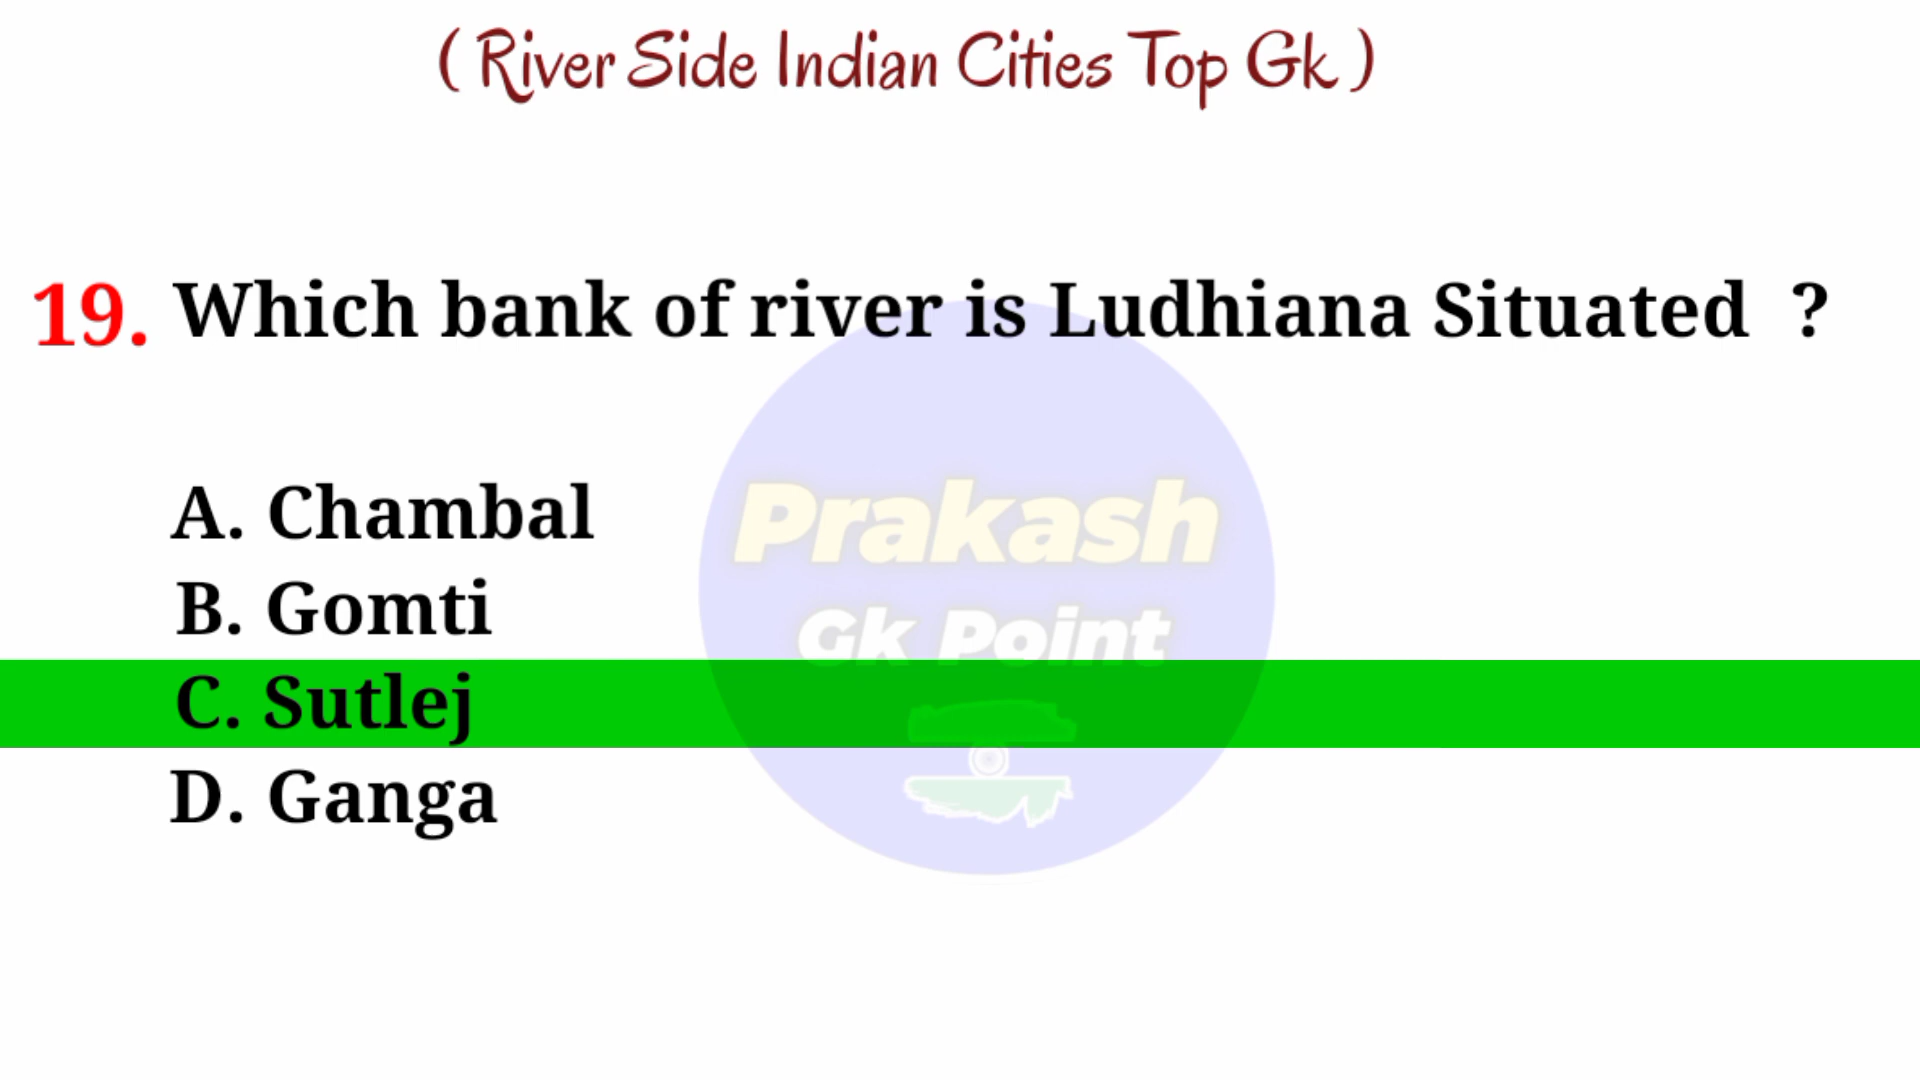 ( River Side Indian Cities Top Gk )
19. Which bank of river is Ludhiana Situated ?
A. Chambal
B. Gomti
C. Sutlej
D. Ganga
Prakash
Gk Point